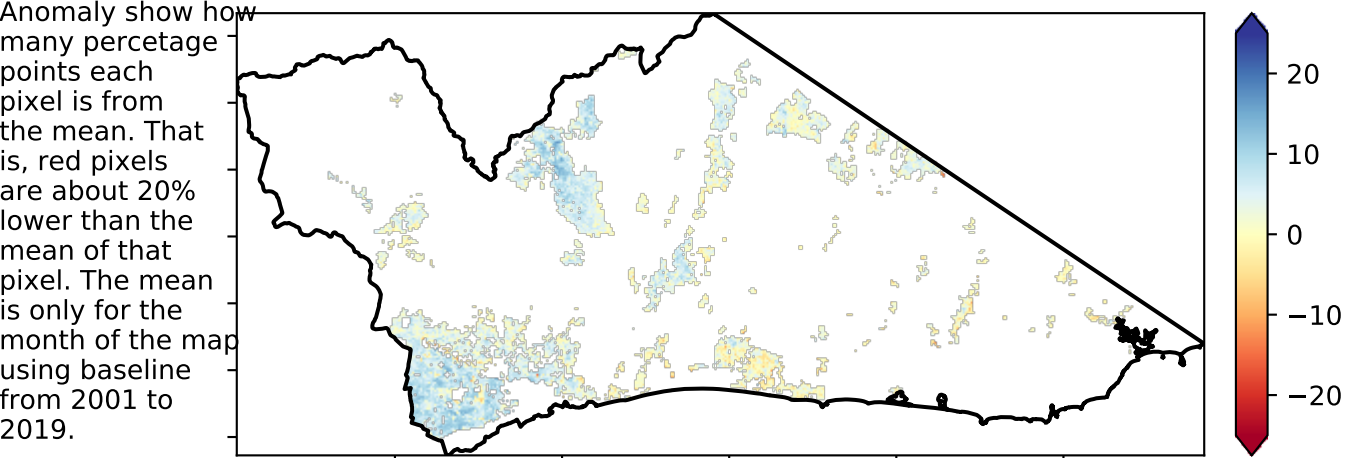 Anomaly show how
many percetage
points each
pixel is from
the mean. That
is, red pixels
are about 20%
lower than the
mean of that
pixel. The mean
is only for the
month of the map
using baseline
from 2001 to
2019.
20
10
0
−10
−20